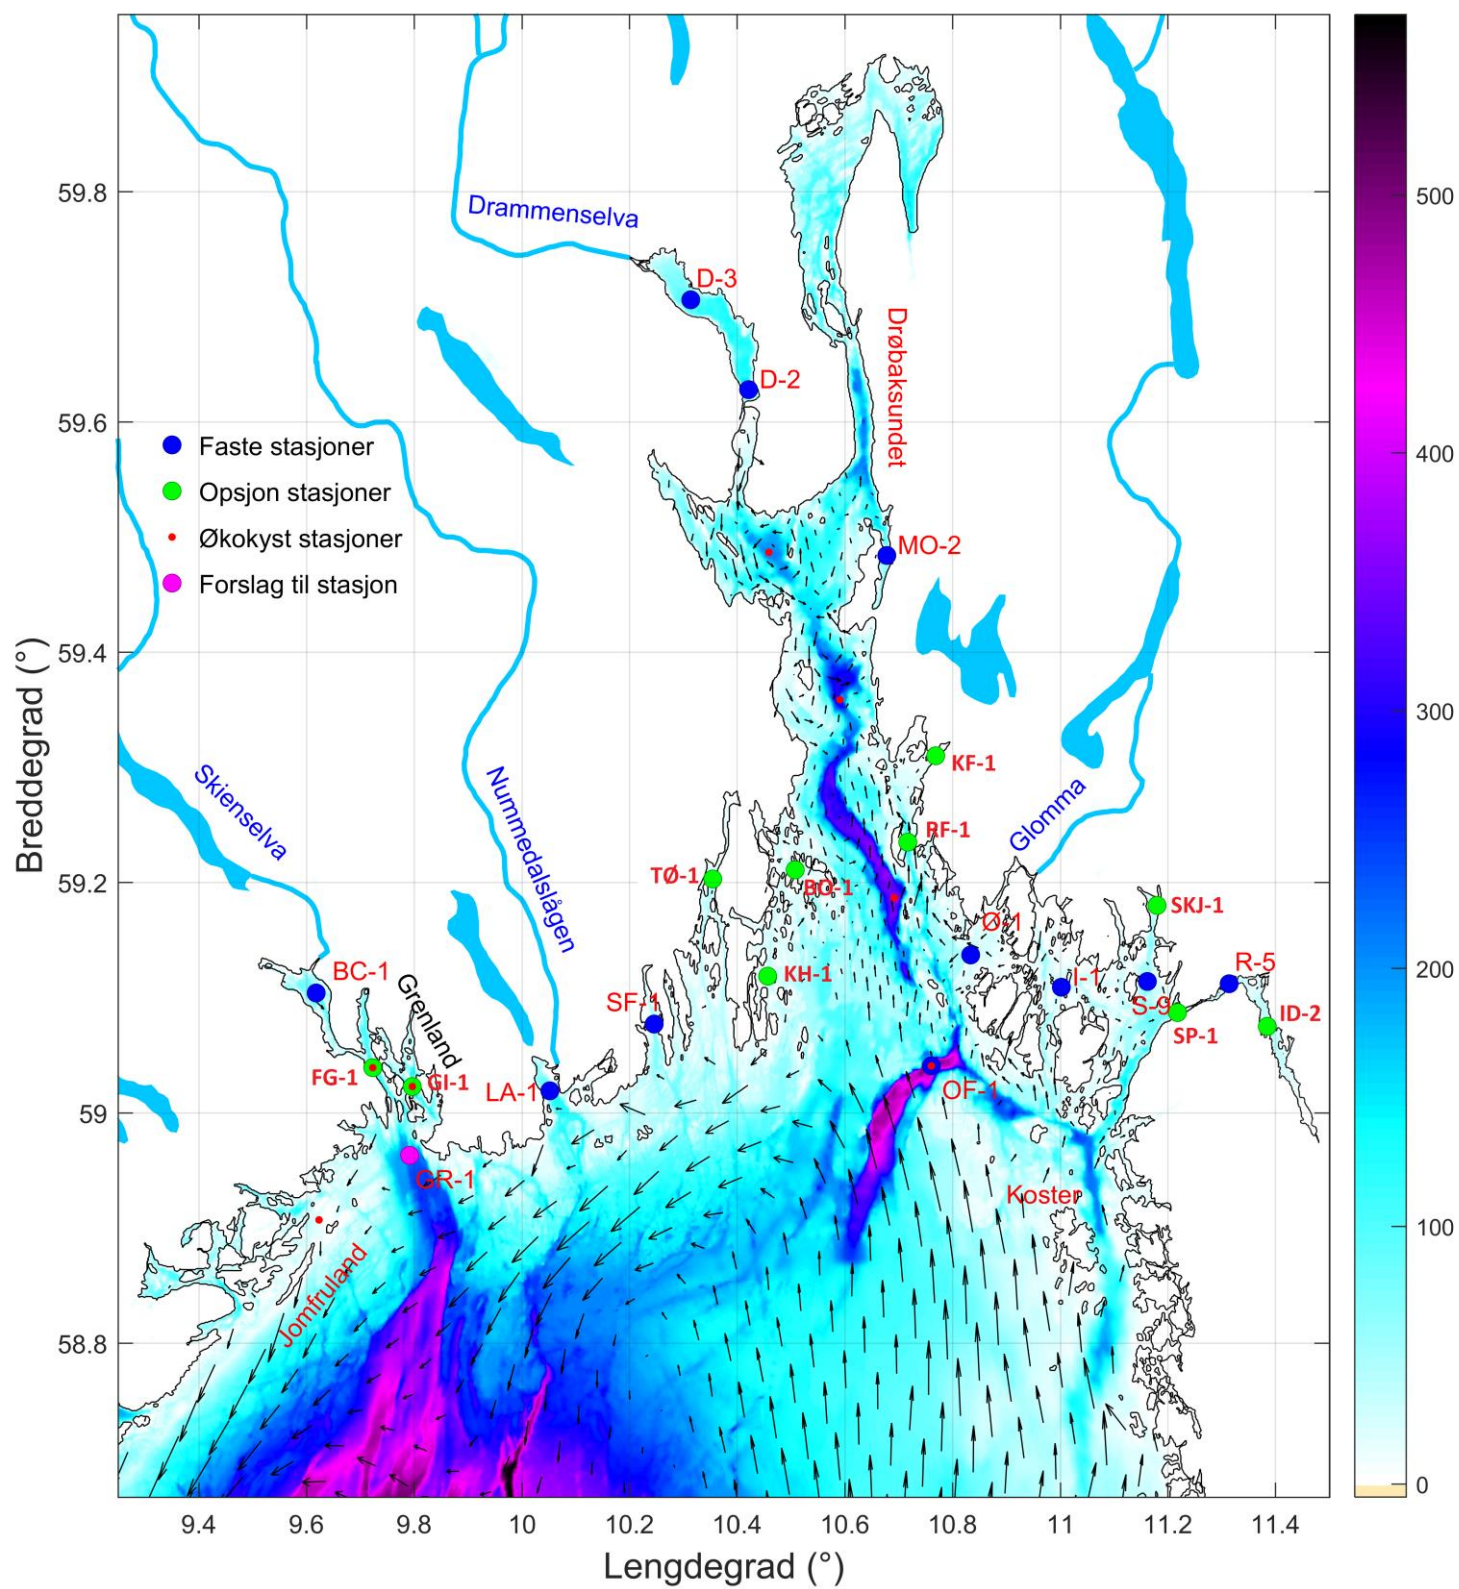 59.8
59.6
59.4
59.2
59
58.8
Breddegrad (°)
9.4
9.6
9.8
10
10.2
10.4
10.6
10.8
11
11.2
11.4
Lengdegrad (°)
500
400
300
200
100
0
Faste stasjoner
Opsjon stasjoner
Økokyst stasjoner
Forslag til stasjon
Drammenselva
D-3
D-2
Drøbaksundet
MO-2
KF-1
RF-1
Glomma
Skienselva
Nummedalslågen
TØ-1
BO-1
SKJ-1
Ø-1
BC-1
Grenland
KH-1
I-1
R-5
SF-1
S-9
ID-2
SP-1
FG-1
GI-1
LA-1
OF-1
GR-1
Koster
Jomfruland